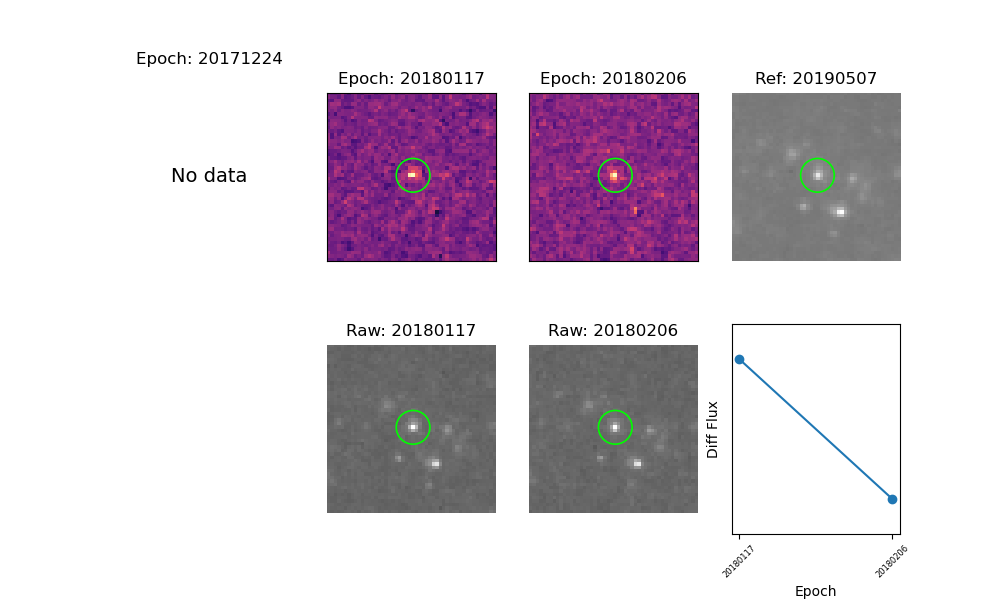 Epoch: 20171224
Epoch: 20180117
Epoch: 20180206
Ref: 20190507
No data
Raw: 20180117
Raw: 20180206
Diff Flux
20180117
20180206
Epoch